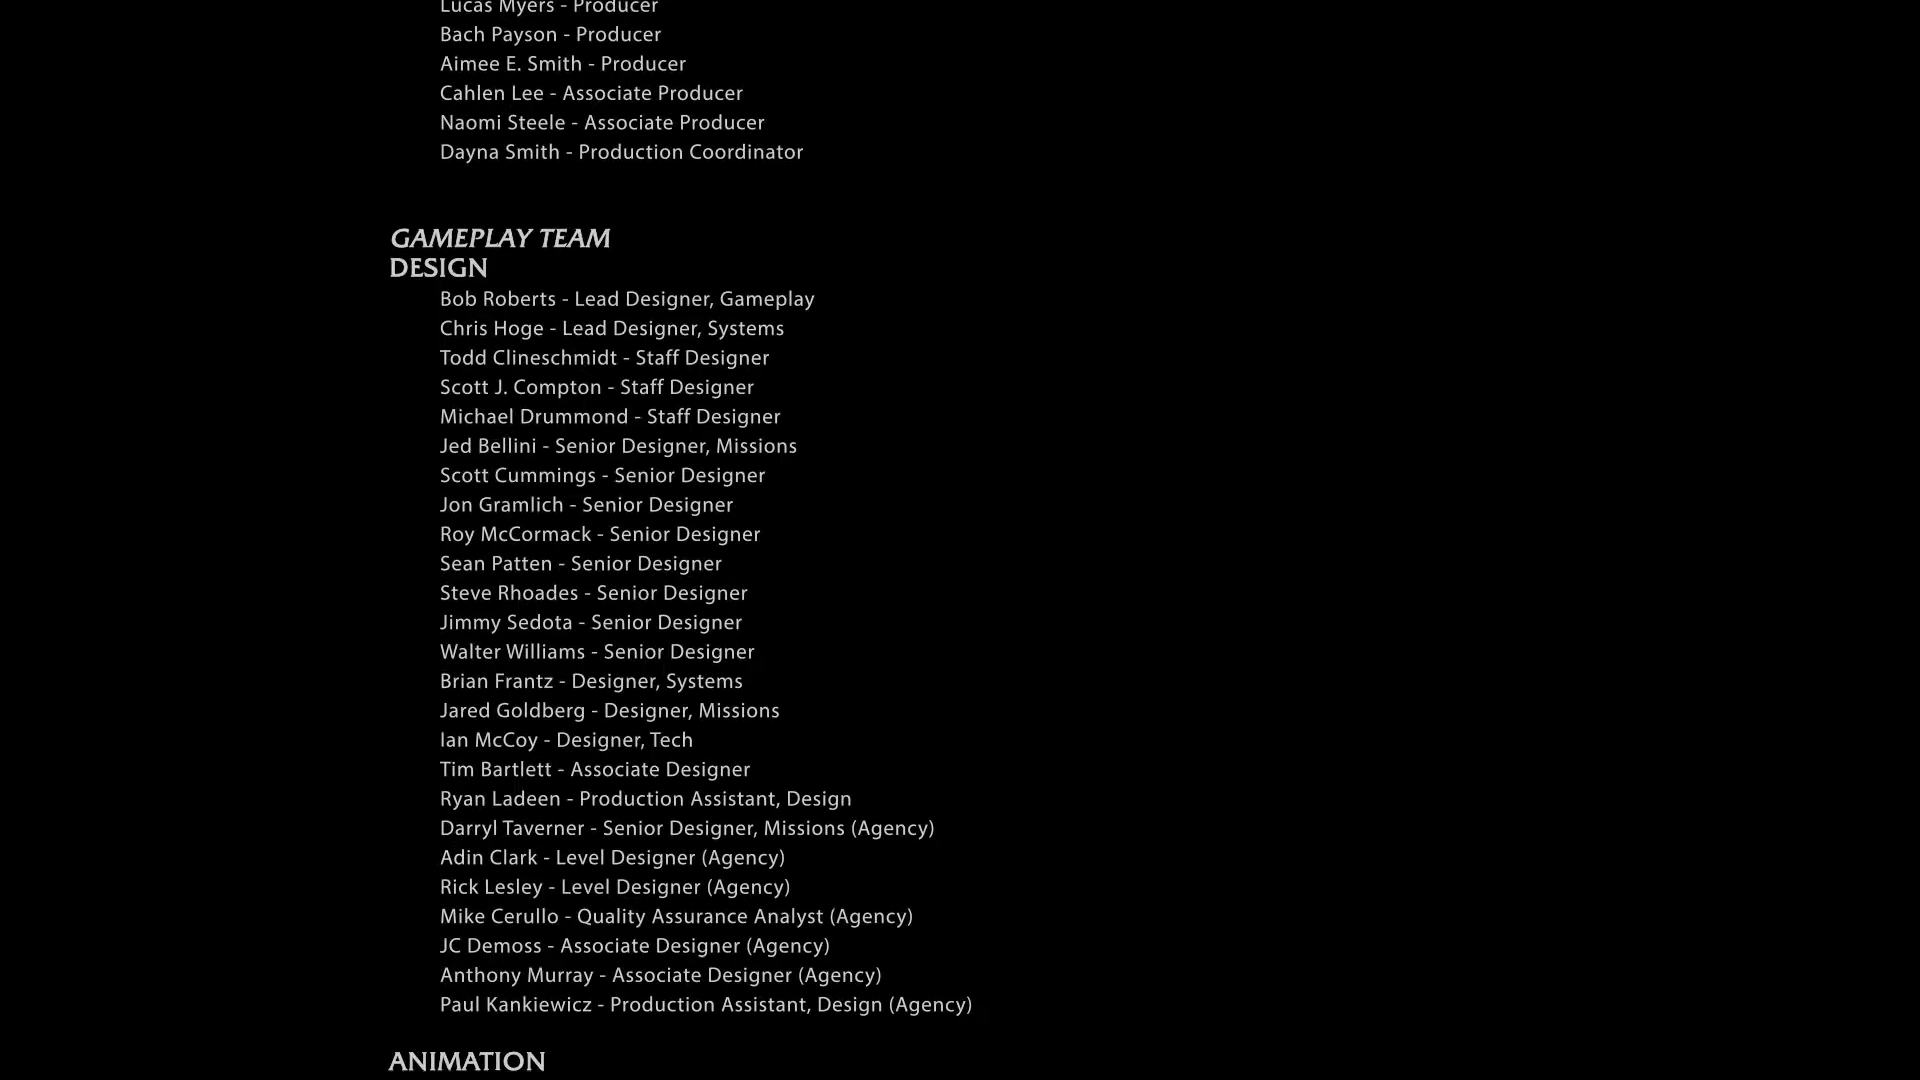 Lucas Myers - Producer
Bach Payson - Producer
Aimee E. Smith - Producer
Cahlen Lee - Associate Producer
Naomi Steele - Associate Producer
Dayna Smith - Production Coordinator
GAMEPLAY TEAM
DESIGN
Bob Roberts - Lead Designer, Gameplay
Chris Hoge - Lead Designer, Systems
Todd Clineschmidt - Staff Designer
Scott J. Compton - Staff Designer
Michael Drummond - Staff Designer
Jed Bellini - Senior Designer, Missions
Scott Cummings - Senior Designer
Jon Gramlich - Senior Designer
Roy McCormack - Senior Designer
Sean Patten - Senior Designer
Steve Rhoades - Senior Designer
Jimmy Sedota - Senior Designer
Walter Williams - Senior Designer
Brian Frantz - Designer, Systems
Jared Goldberg - Designer, Missions
Ian McCoy - Designer, Tech
Tim Bartlett - Associate Designer
Ryan Ladeen - Production Assistant, Design
Darryl Taverner - Senior Designer, Missions (Agency)
Adin Clark - Level Designer (Agency)
Rick Lesley - Level Designer (Agency)
Mike Cerullo - Quality Assurance Analyst (Agency)
JC Demoss - Associate Designer (Agency)
Anthony Murray - Associate Designer (Agency)
Paul Kankiewicz - Production Assistant, Design (Agency)
ANIMATION